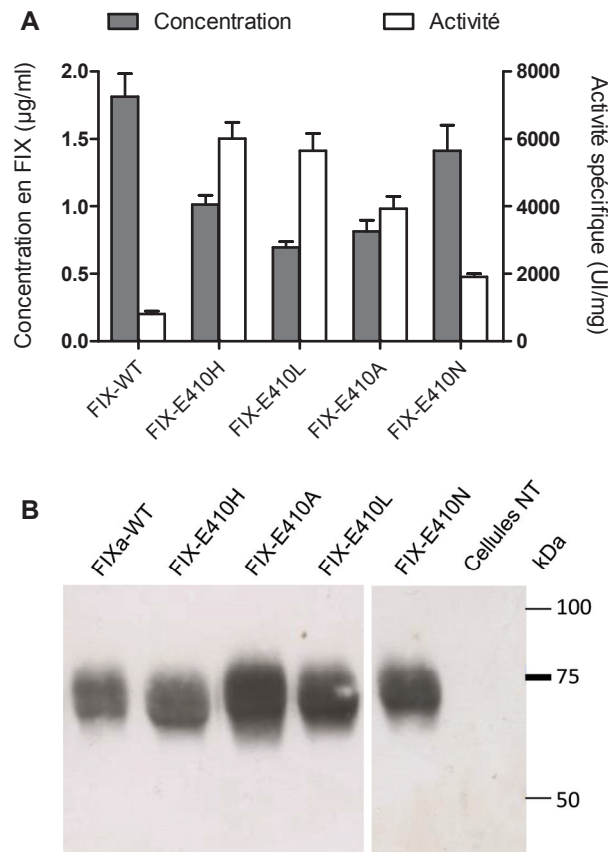 A
Concentration
Activité
Concentration en FIX (µg/ml)
2.0
1.5
1.0
0.5
0.0
8000
6000
4000
2000
0
Activité spécifique (UI/mg)
FIX-WT
FIX-E410H
FIX-E410L
FIX-E410A
FIX-E410N
B
FIXa-WT
FIX-E410H
FIX-E410A
FIX-E410L
FIX-E410N
Cellules NT
kDa
100
75
50